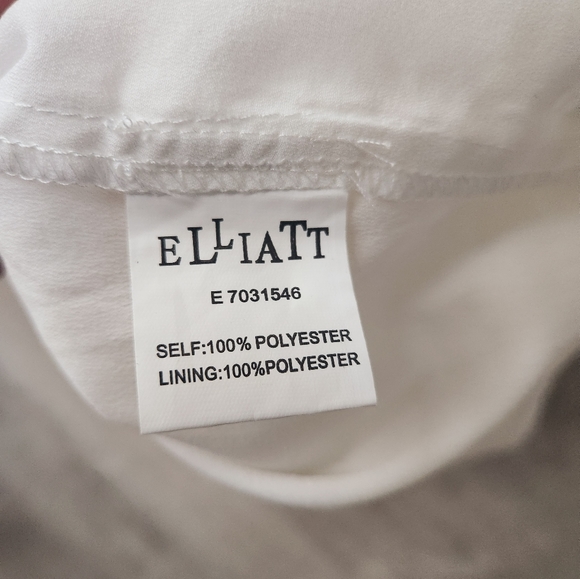 ELLIATT
E 7031546
SELF:100% POLYESTER
LINING:100%POLYESTER